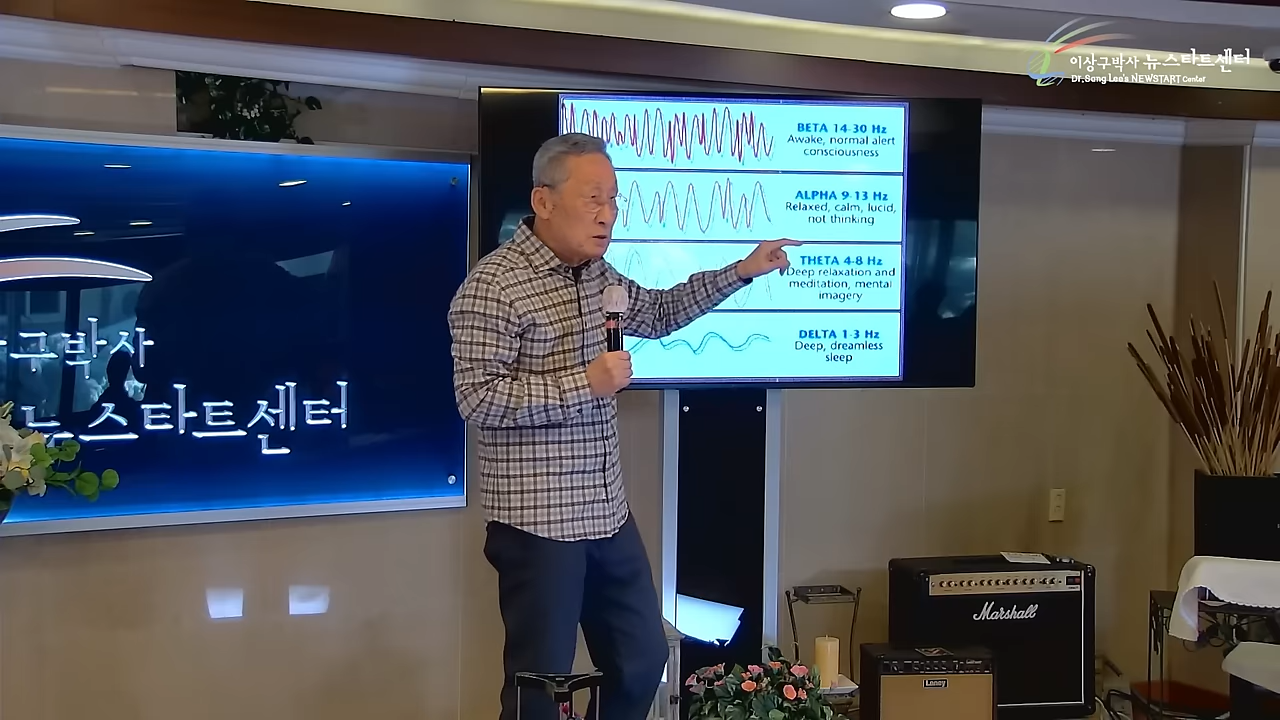 이상구박사 뉴스타트센터
Dr.Sang Lee's NEWSTART Center
BETA 14-30 Hz
Awake, normal alert
consciousness
ALPHA 9-13 Hz
Relaxed, calm, lucid,
not thinking
THETA 4-8 Hz
Deep relaxation and
meditation, mental
imagery
DELTA 1-3 Hz
Deep, dreamless
sleep
구박사
뉴스타트센터
Marshall
Laney